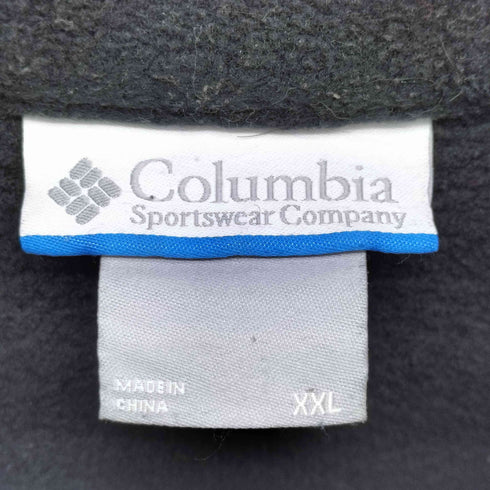 Columbia
Sportswear Company
MADE IN
CHINA
XXL